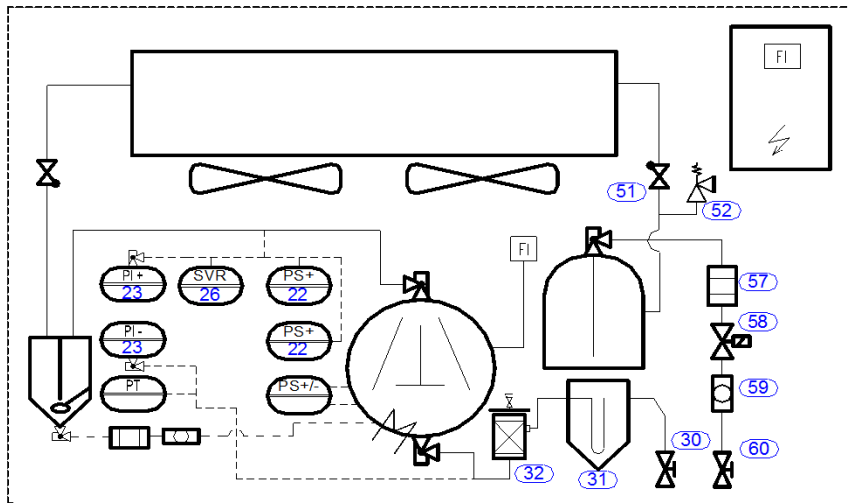 FI
51
52
FI
PI+
23
SVR
26
PS+
22
57
58
PI-
23
PS+
22
PT
PS+/-
59
30
60
32
31